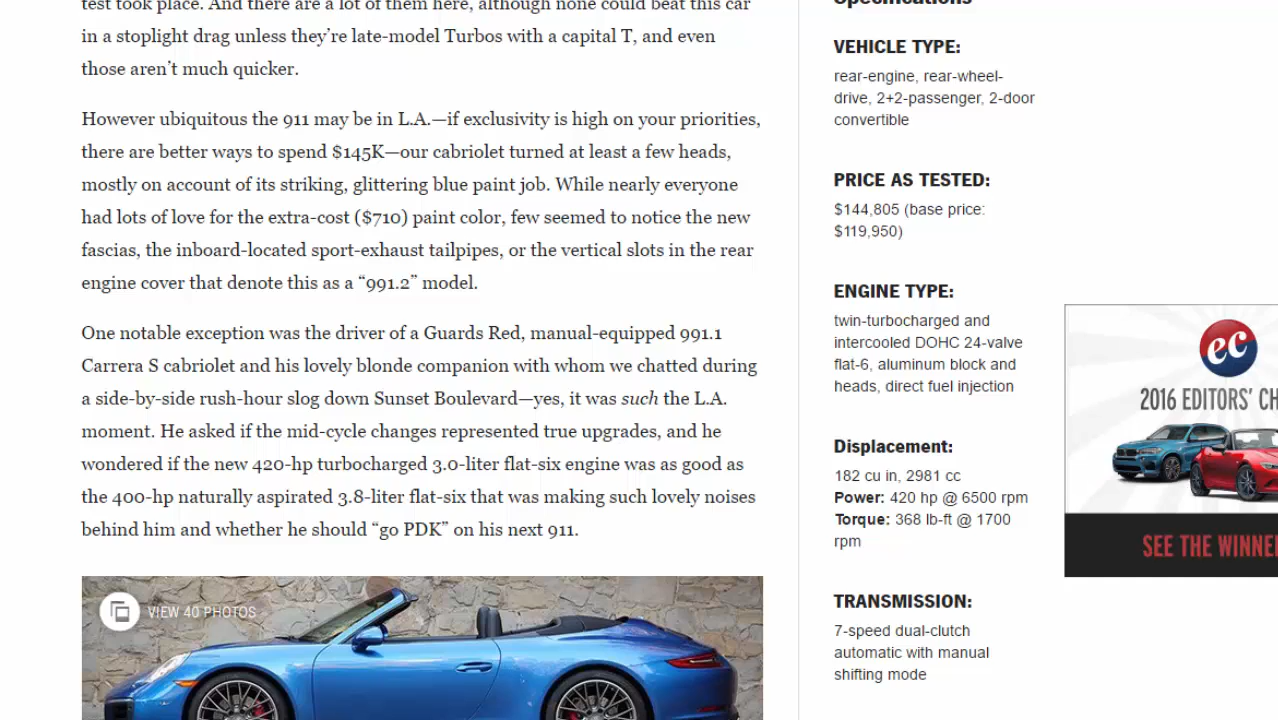 test took place. And there are a lot of them here, although none could beat this car
in a stoplight drag unless they’re late-model Turbos with a capital T, and even
those aren’t much quicker.
However ubiquitous the 911 may be in L.A.—if exclusivity is high on your priorities,
there are better ways to spend $145K—our cabriolet turned at least a few heads,
mostly on account of its striking, glittering blue paint job. While nearly everyone
had lots of love for the extra-cost ($710) paint color, few seemed to notice the new
fascias, the inboard-located sport-exhaust tailpipes, or the vertical slots in the rear
engine cover that denote this as a “991.2” model.
One notable exception was the driver of a Guards Red, manual-equipped 991.1
Carrera S cabriolet and his lovely blonde companion with whom we chatted during
a side-by-side rush-hour slog down Sunset Boulevard—yes, it was such the L.A.
moment. He asked if the mid-cycle changes represented true upgrades, and he
wondered if the new 420-hp turbocharged 3.0-liter flat-six engine was as good as
the 400-hp naturally aspirated 3.8-liter flat-six that was making such lovely noises
behind him and whether he should “go PDK” on his next 911.
VIEW 40 PHOTOS
Specifications
VEHICLE TYPE:
rear-engine, rear-wheel-
drive, 2+2-passenger, 2-door
convertible
PRICE AS TESTED:
$144,805 (base price:
$119,950)
ENGINE TYPE:
twin-turbocharged and
intercooled DOHC 24-valve
flat-6, aluminum block and
heads, direct fuel injection
Displacement:
182 cu in, 2981 cc
Power: 420 hp @ 6500 rpm
Torque: 368 lb-ft @ 1700
rpm
TRANSMISSION:
7-speed dual-clutch
automatic with manual
shifting mode
ec
2016 EDITORS’ CH
SEE THE WINNE